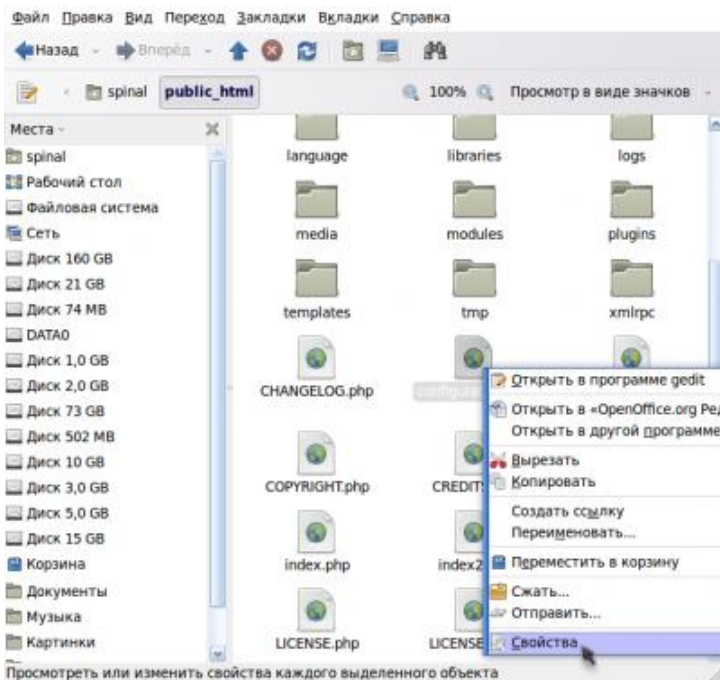 Файл Правка Вид Переход Закладки Вкладки Справка
Назад Вперёд
spinal public_html 100% Просмотр в виде значков
Места
spinal
Рабочий стол
Файловая система
Сеть
Диск 160 GB
Диск 21 GB
Диск 74 MB
DATA0
Диск 1,0 GB
Диск 2,0 GB
Диск 73 GB
Диск 502 MB
Диск 10 GB
Диск 3,0 GB
Диск 5,0 GB
Диск 15 GB
Корзина
Документы
Музыка
Картинки
language libraries logs
media modules plugins
templates tmp xmlrpc
CHANGELOG.php
COPYRIGHT.php CREDIT
index.php index2
LICENSE.php LICENSE
Открыть в программе gedit
Открыть в «OpenOffice.org Ред
Открыть в другой программе
Вырезать
Копировать
Создать ссылку
Переименовать...
Переместить в корзину
Сжать...
Отправить...
Свойства
Просмотреть или изменить свойства каждого выделенного объекта